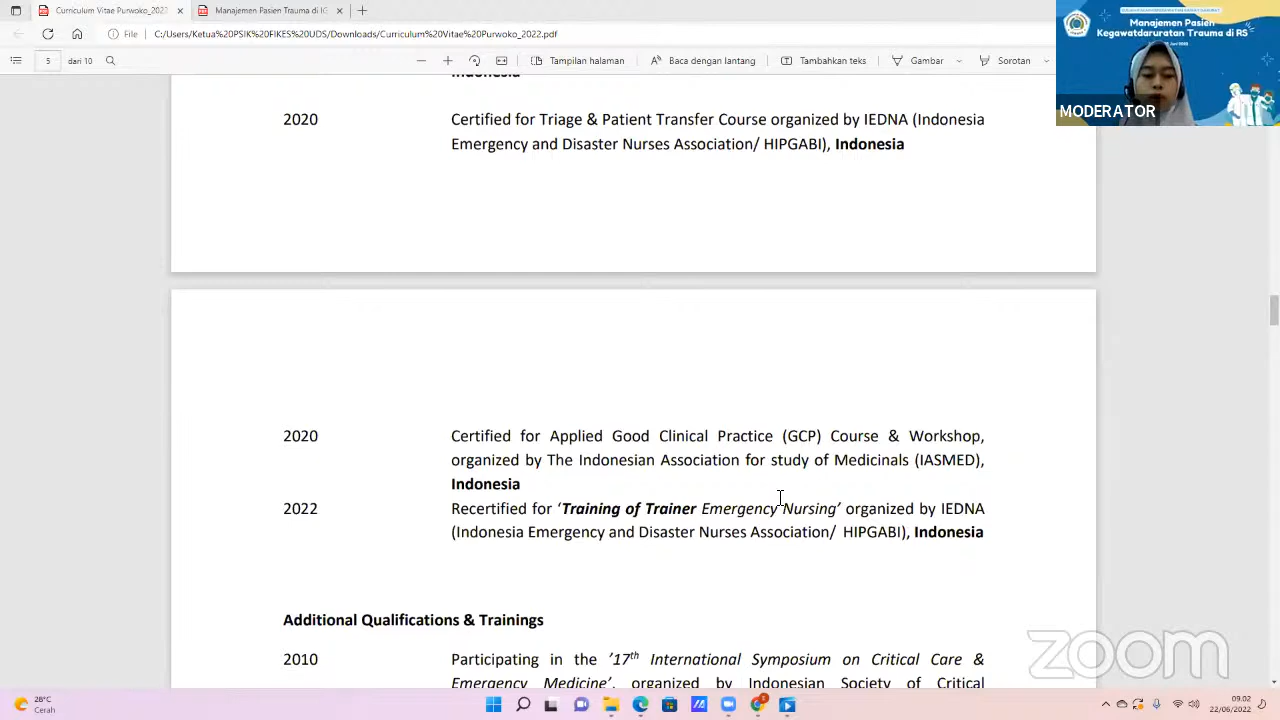 Curriculum Vitae Purwoko_2022
Manajemen Pasien Trauma di IC
/Users/Ketua%20PSIK%20FIKES%20UDS/Documents/Curriculum%20Vitae%20Purwoko_2022.pdf
5 dari 10
Tampilan halaman
Baca dengan lantang
Tambahkan teks
Gambar
Sorotan
Manajemen Pasien
Kegawatdaruratan Trauma di RS
MODERATOR
Indonesia
2020 Certified for Triage & Patient Transfer Course organized by IEDNA (Indonesia
Emergency and Disaster Nurses Association/ HIPGABI), Indonesia
2020 Certified for Applied Good Clinical Practice (GCP) Course & Workshop,
organized by The Indonesian Association for study of Medicinals (IASMED),
Indonesia
2022 Recertified for ‘Training of Trainer Emergency Nursing’ organized by IEDNA
(Indonesia Emergency and Disaster Nurses Association/ HIPGABI), Indonesia
Additional Qualifications & Trainings
2010 Participating in the ’17th International Symposium on Critical Care &
Emergency Medicine’, organized by Indonesian Society of Critical
zoom
28°C
Cerah
09.02
22/06/2022